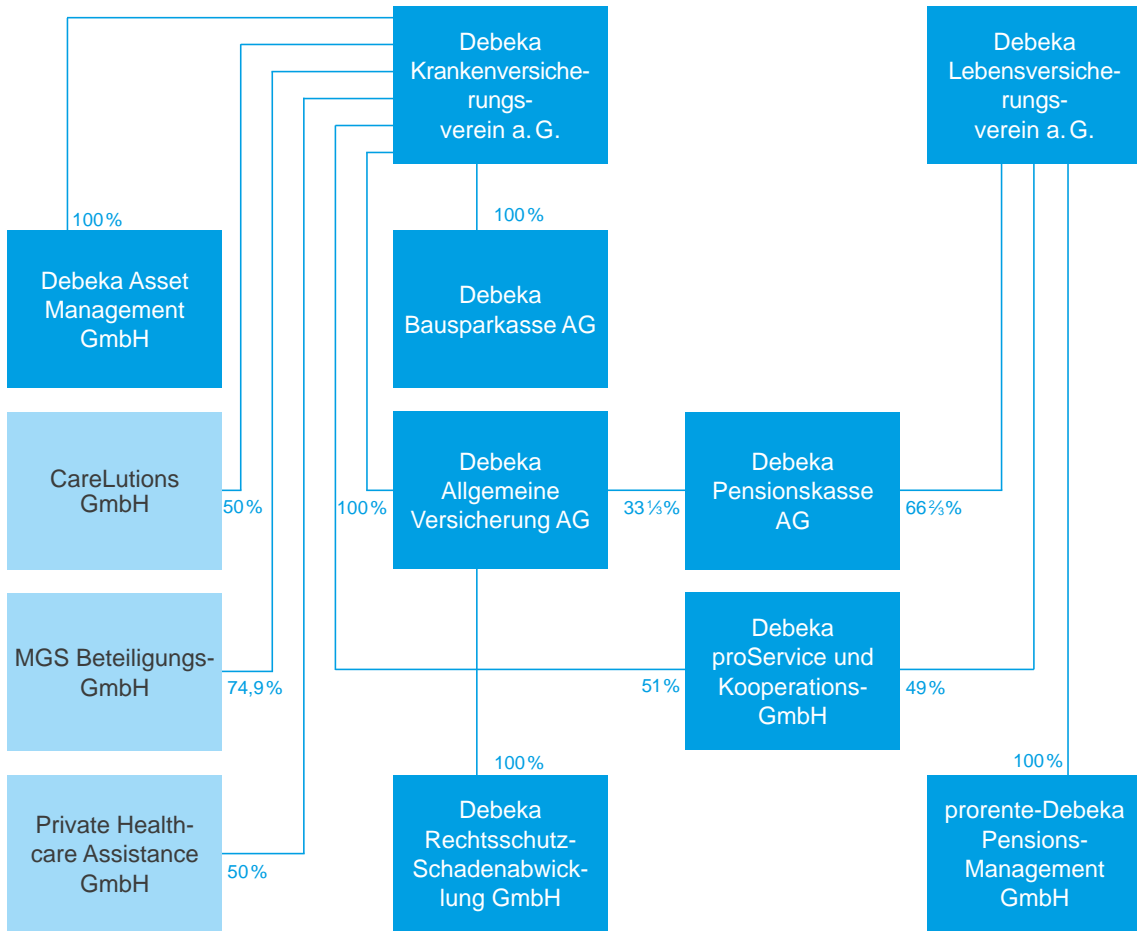 Debeka
Krankenversiche-
rungs-
verein a. G.
Debeka
Lebensversiche-
rungs-
verein a. G.
100 %
100 %
Debeka Asset
Management
GmbH
Debeka
Bausparkasse AG
CareLutions
GmbH
50 %
100 %
Debeka
Allgemeine
Versicherung AG
33 ⅓ %
Debeka
Pensionskasse
AG
66 ⅔ %
MGS Beteiligungs-
GmbH
74,9 %
51 %
Debeka
proService und
Kooperations-
GmbH
49 %
100 %
100 %
Private Health-
care Assistance
GmbH
50 %
Debeka
Rechtsschutz-
Schadenabwick-
lung GmbH
prorente-Debeka
Pensions-
Management
GmbH